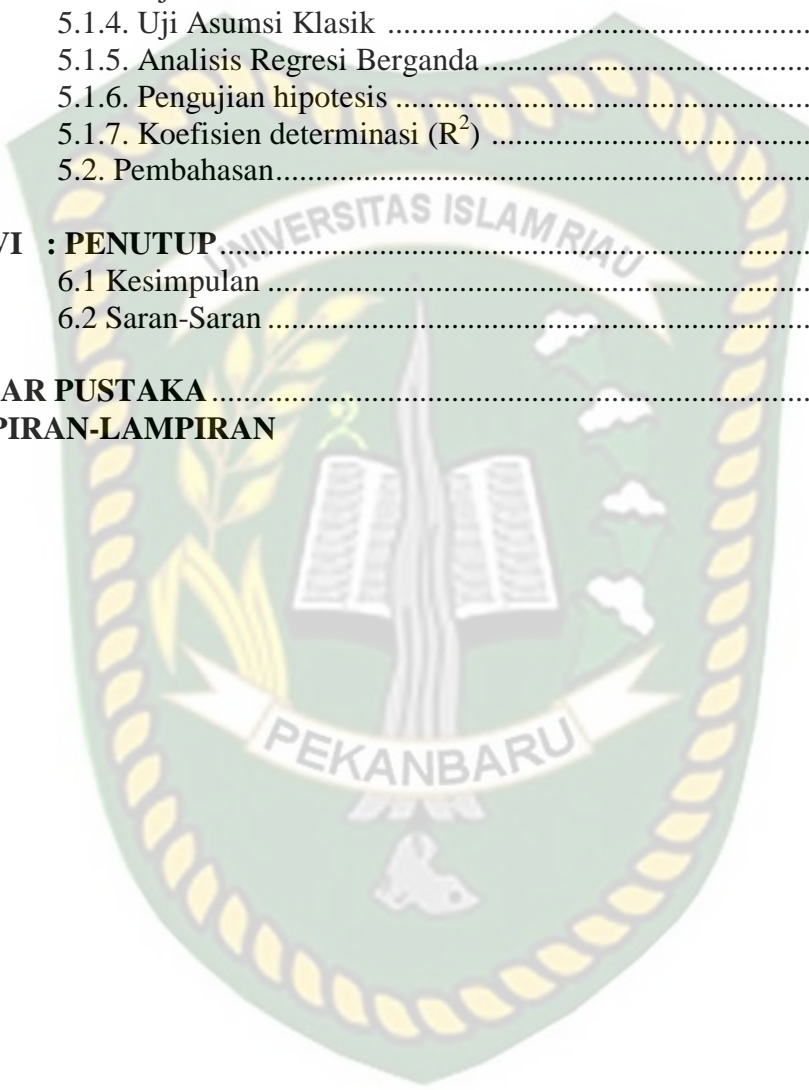 5.1.4. Uji Asumsi Klasik ......................................................
5.1.5. Analisis Regresi Berganda ..........................................
5.1.6. Pengujian hipotesis .....................................................
5.1.7. Koefisien determinasi (R²) .........................................
5.2. Pembahasan....................................................................
VI : PENUTUP...........................................................................
6.1 Kesimpulan .....................................................................
6.2 Saran-Saran .....................................................................
AR PUSTAKA ............................................................................
PIRAN-LAMPIRAN
UNIVERSITAS ISLAM RIAU
PEKANBARU